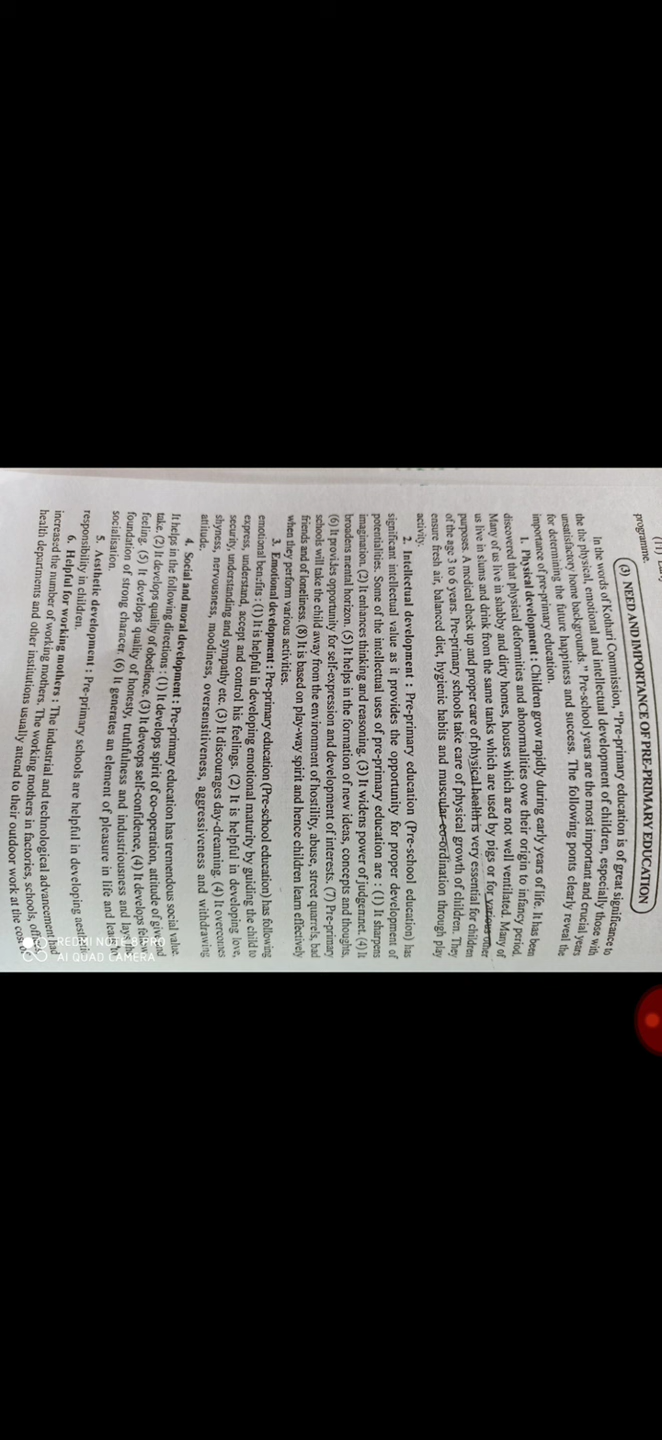 programme.
(3) NEED AND IMPORTANCE OF PRE-PRIMARY EDUCATION
In the words of Kothari Commission, "Pre-primary education is of great significance to
the the physical, emotional and intellectual development of children, especially those with
unsatisfactory home backgrounds." Pre-school years are the most important and crucial years
for determining the future happiness and success. The following ponts clearly reveal the
importance of pre-primary education.
1. Physical development : Children grow rapidly during early years of life. It has been
discovered that physical deformities and abnormalities owe their origin to infancy period.
Many of us live in shabby and dirty homes, houses which are not well ventilated. Many of
us live in slums and drink from the same tanks which are used by pigs or for various other
purposes. A medical check up and proper care of physical health is very essential for children
of the age 3 to 6 years. Pre-primary schools take care of physical growth of children. They
ensure fresh air, balanced diet, hygienic habits and muscular co-ordination through play
activity.
2. Intellectual development : Pre-primary education (Pre-school education) has
significant intellectual value as it provides the opportunity for proper development of
potentialities. Some of the intellectual uses of pre-primary education are : (1) It sharpens
imagination. (2) It enhances thinking and reasoning. (3) It widens power of judgemnet. (4) It
broadens mental horizon. (5) It helps in the formation of new ideas, concepts and thoughts.
(6) It provides opportunity for self-expression and development of interests. (7) Pre-primary
schools will take the child away from the environment of hostility, abuse, street quarrels, bad
friends and of loneliness. (8) It is based on play-way spirit and hence children learn effectively
when they perform various activities.
3. Emotional development : Pre-primary education (Pre-school education) has following
emotional benefits : (1) It is helpful in developing emotional maturity by guiding the child to
express, understand, accept and control his feelings. (2) It is helpful in developing love,
security, understanding and sympathy etc. (3) It discourages day-dreaming. (4) It overcomes
shyness, nervousness, moodiness, oversensitiveness, aggressiveness and withdrawing
attitude.
4. Social and moral development : Pre-primary education has tremendous social value.
It helps in the following directions : (1) It develops spirit of co-operation, attitude of give and
take. (2) It develops quality of obedience. (3) It deveops self-confidence, (4) It develops fellow
feeling. (5) It develops quality of honesty, truthfulness and industriousness and lays the
foundation of strong characer. (6) It generates an element of pleasure in life and leads to
socialisation.
5. Aesthetic development : Pre-primary schools are helpful in developing aesthetic
responsibility in children.
6. Helpful for working mothers : The industrial and technological advancement had
increased the number of working mothers. The working mothers in factories, schools, offices
health departments and other institutions usually attend to their outdoor work at the cost of
REDMI NOTE 8 PRO
AI QUAD CAMERA